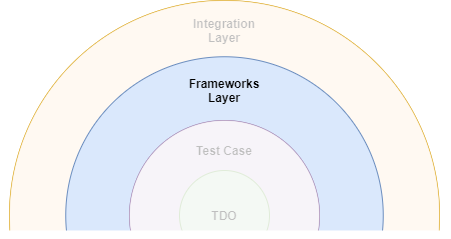 Integration
Layer
Frameworks
Layer
Test Case
TDO